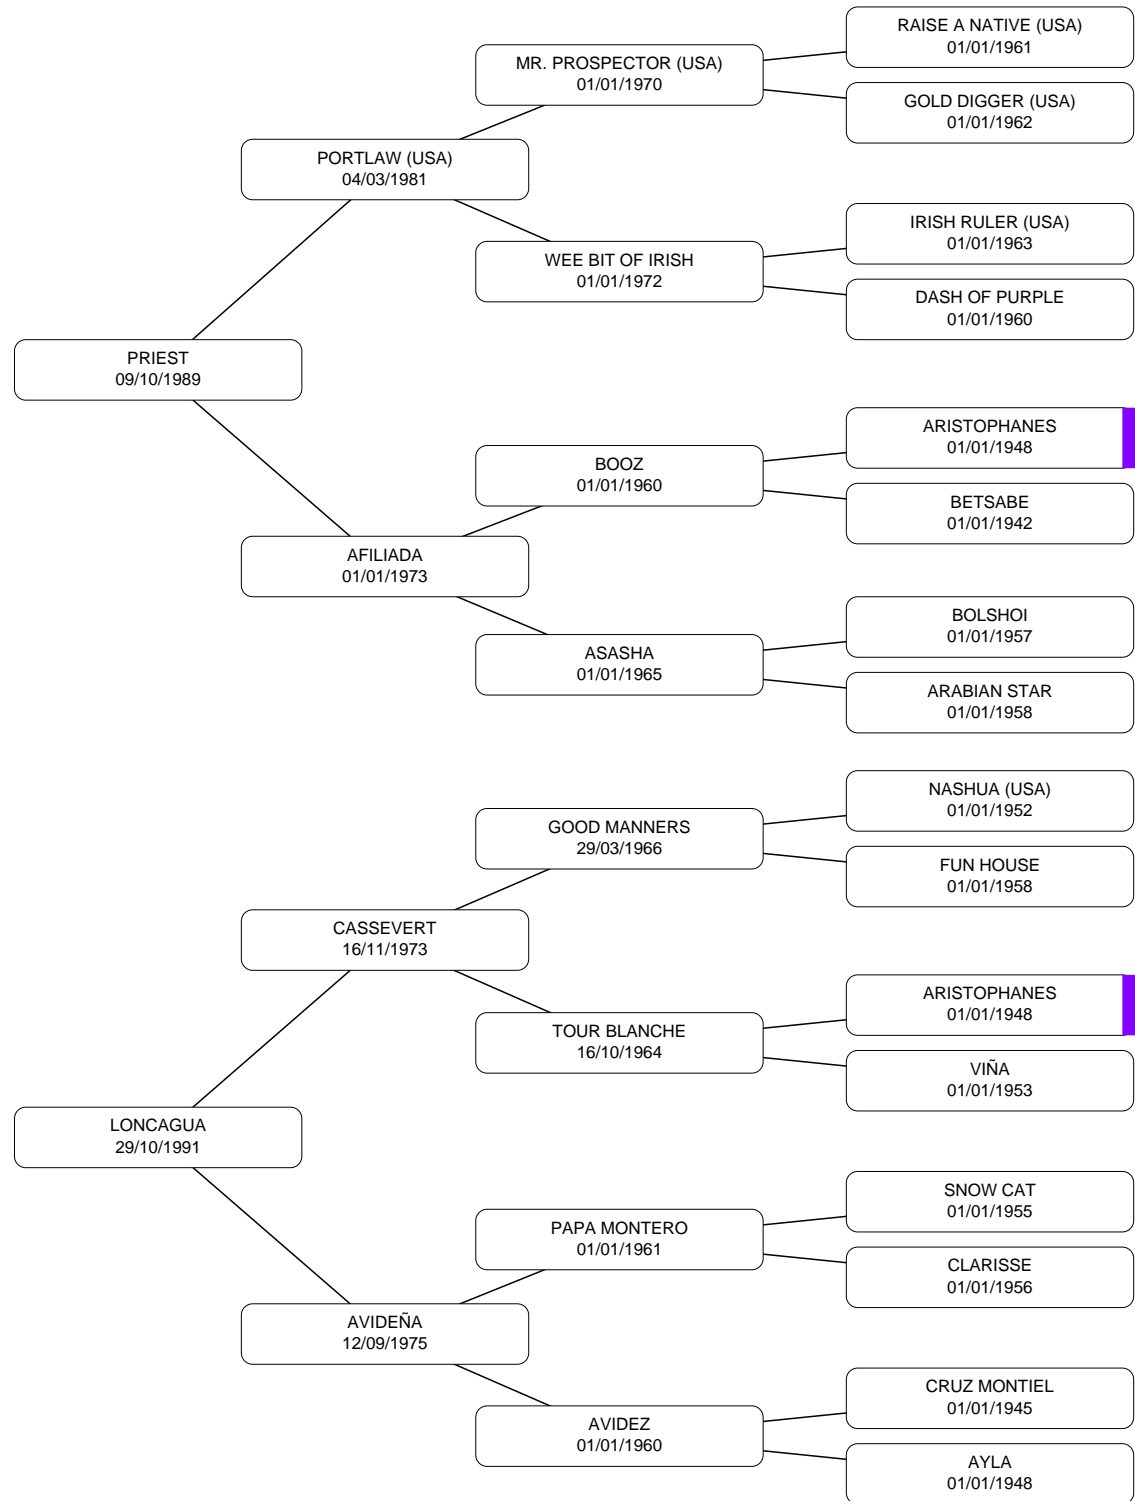 RAISE A NATIVE (USA)
01/01/1961
MR. PROSPECTOR (USA)
01/01/1970
GOLD DIGGER (USA)
01/01/1962
PORTLAW (USA)
04/03/1981
IRISH RULER (USA)
01/01/1963
WEE BIT OF IRISH
01/01/1972
DASH OF PURPLE
01/01/1960
PRIEST
09/10/1989
ARISTOPHANES
01/01/1948
BOOZ
01/01/1960
BETSABE
01/01/1942
AFILIADA
01/01/1973
BOLSHOI
01/01/1957
ASASHA
01/01/1965
ARABIAN STAR
01/01/1958
NASHUA (USA)
01/01/1952
GOOD MANNERS
29/03/1966
FUN HOUSE
01/01/1958
CASSEVERT
16/11/1973
ARISTOPHANES
01/01/1948
TOUR BLANCHE
16/10/1964
VIÑA
01/01/1953
LONCAGUA
29/10/1991
SNOW CAT
01/01/1955
PAPA MONTERO
01/01/1961
CLARISSE
01/01/1956
AVIDEÑA
12/09/1975
CRUZ MONTIEL
01/01/1945
AVIDEZ
01/01/1960
AYLA
01/01/1948